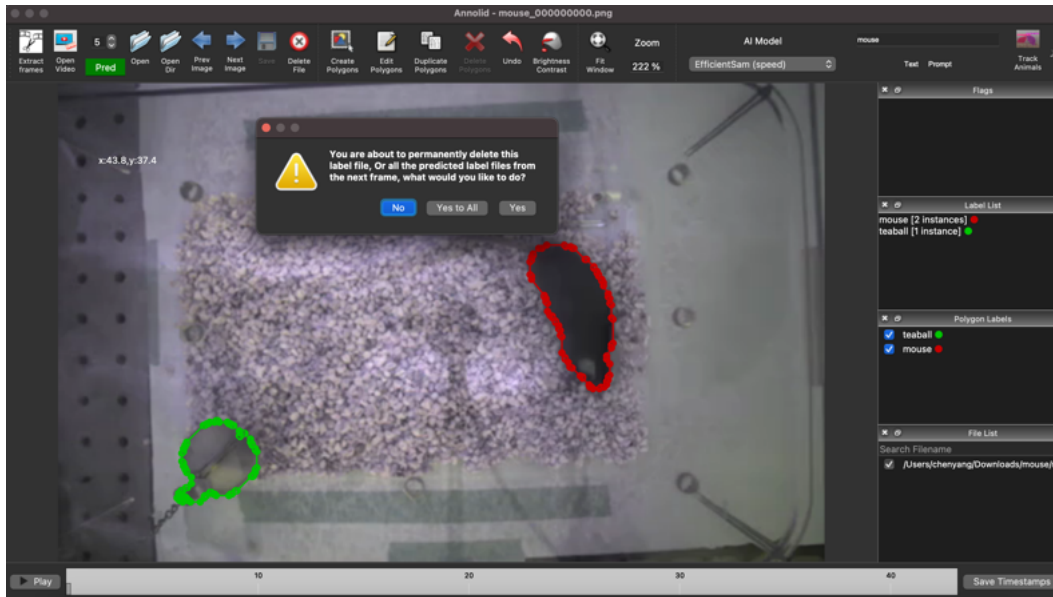 Annolid - mouse_000000000.png
5
Zoom
AI Model
mouse
Extract frames
Open Video
Pred
Open
Open Dir
Prev Image
Next Image
Save
Delete File
Create Polygons
Edit Polygons
Duplicate Polygons
Delete Polygons
Undo
Brightness Contrast
Fit Window
222 %
EfficientSam (speed)
Text Prompt
Track Animals
Flags
x:43.8,y:37.4
You are about to permanently delete this
label file, Or all the predicted label files from
the next frame, what would you like to do?
No
Yes to All
Yes
Label List
mouse [2 instances]
teaball [1 instance]
Polygon Labels
teaball
mouse
File List
Search Filename
/Users/chenyang/Downloads/mouse/
Play
10
20
30
40
Save Timestamps